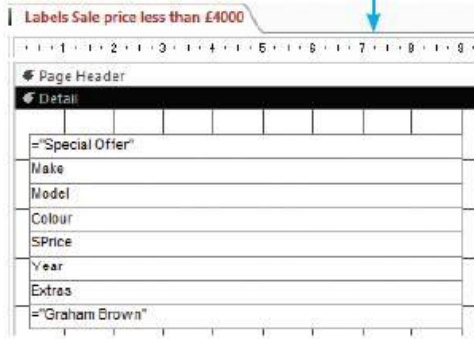 Labels Sale price less than £4000
1 2 3 4 5 6 7 8 9
Page Header
Detail
="Special Offer"
Make
Model
Colour
SPrice
Year
Extras
="Graham Brown"